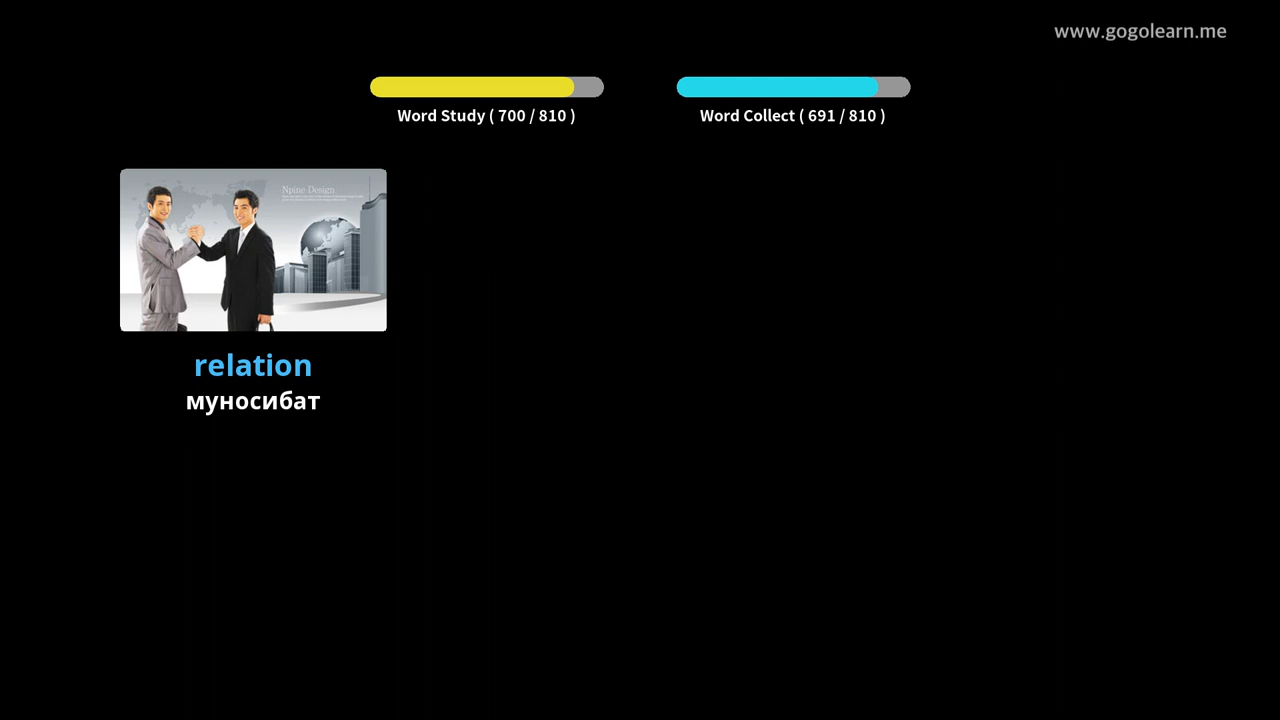 www.gogolearn.me
Word Study ( 700 / 810 )
Word Collect ( 691 / 810 )
Npine Design
relation
муносибат